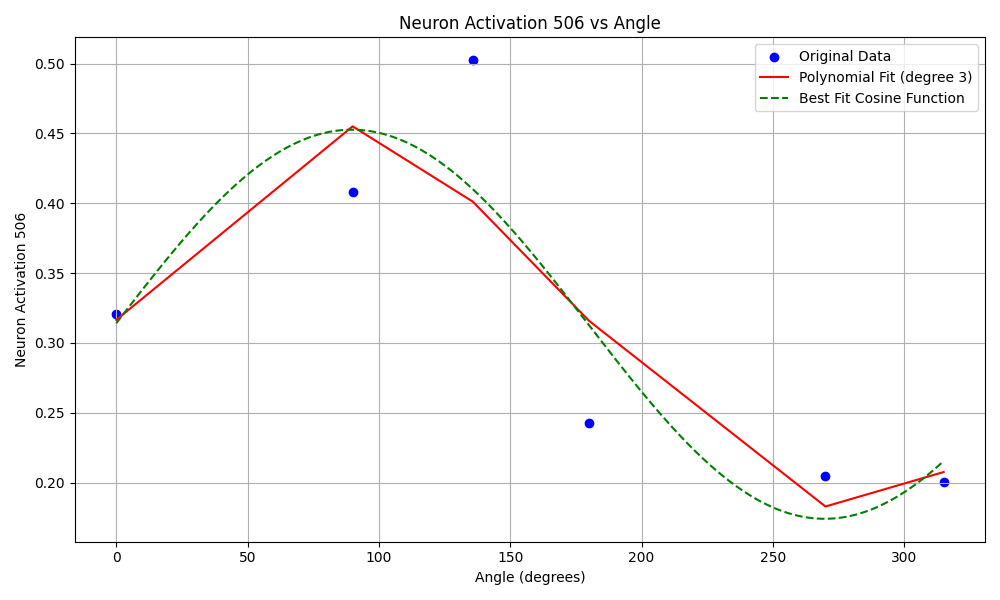 Neuron Activation 506 vs Angle
Original Data
Polynomial Fit (degree 3)
Best Fit Cosine Function
Neuron Activation 506
0.50
0.45
0.40
0.35
0.30
0.25
0.20
0 50 100 150 200 250 300
Angle (degrees)